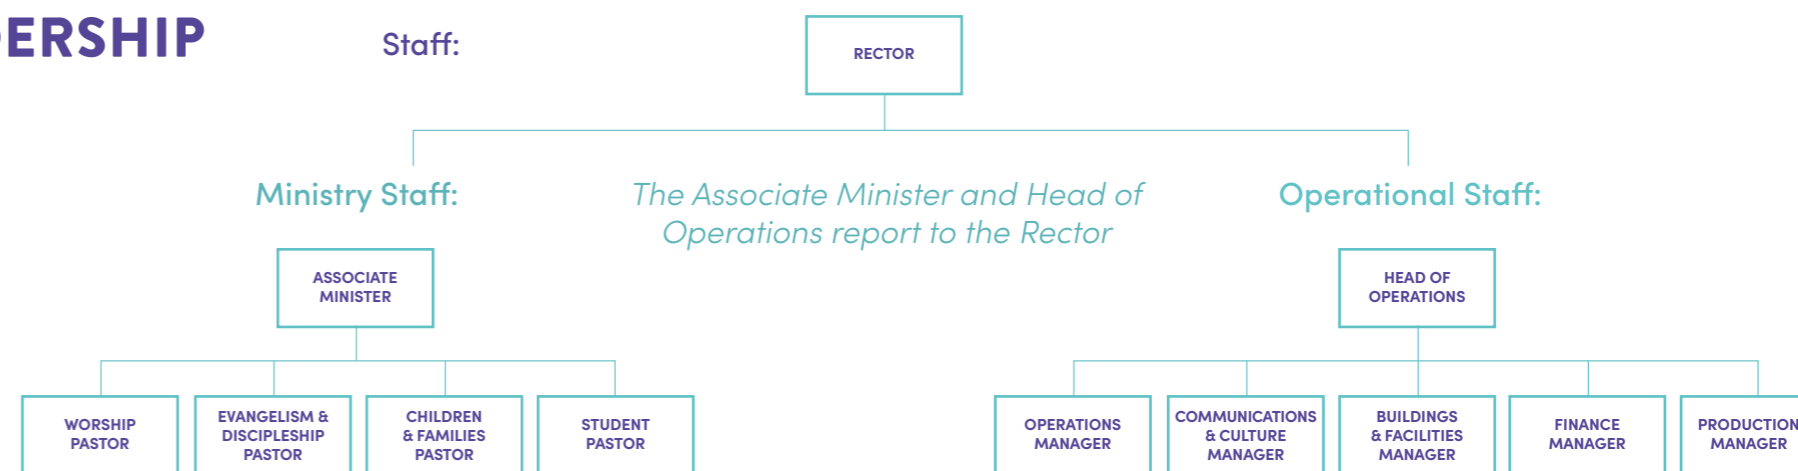 ERSHIP
Staff:
RECTOR
Ministry Staff:
The Associate Minister and Head of
Operations report to the Rector
Operational Staff:
ASSOCIATE
MINISTER
HEAD OF
OPERATIONS
WORSHIP
PASTOR
EVANGELISM &
DISCIPLESHIP
PASTOR
CHILDREN
& FAMILIES
PASTOR
STUDENT
PASTOR
OPERATIONS
MANAGER
COMMUNICATIONS
& CULTURE
MANAGER
BUILDINGS
& FACILITIES
MANAGER
FINANCE
MANAGER
PRODUCTION
MANAGER